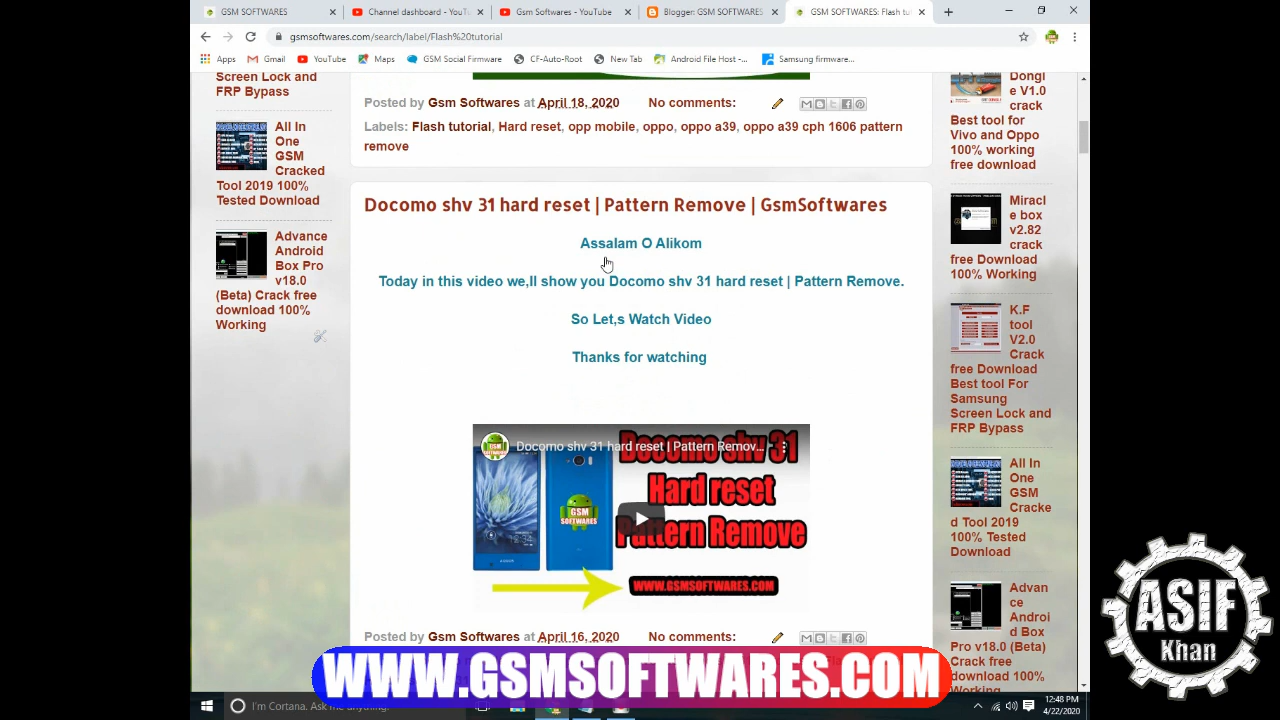 GSM SOFTWARES
Channel dashboard - YouTu
Gsm Softwares - YouTube
Blogger: GSM SOFTWARES
GSM SOFTWARES: Flash tut
gsmsoftwares.com/search/label/Flash%20tutorial
Apps
Gmail
YouTube
Maps
GSM Social Firmware
CF-Auto-Root
New Tab
Android File Host -...
Samsung firmware...
Screen Lock and
FRP Bypass
All In
One
GSM
Cracked
Tool 2019 100%
Tested Download
Advance
Android
Box Pro
v18.0
(Beta) Crack free
download 100%
Working
Posted by Gsm Softwares at April 18, 2020 No comments:
Labels: Flash tutorial, Hard reset, opp mobile, oppo, oppo a39, oppo a39 cph 1606 pattern
remove
Docomo shv 31 hard reset | Pattern Remove | GsmSoftwares
Assalam O Alikom
Today in this video we,ll show you Docomo shv 31 hard reset | Pattern Remove.
So Let,s Watch Video
Thanks for watching
Docomo shv 31 hard reset | Pattern Remov...
Docomo shv 31
Hard reset
Pattern Remove
GSM
SOFTWARES
WWW.GSMSOFTWARES.COM
Posted by Gsm Softwares at April 16, 2020 No comments:
Dongl
e V1.0
crack
Best tool for
Vivo and Oppo
100% working
free download
Miracl
e box
v2.82
crack
free Download
100% Working
K.F
tool
V2.0
Crack
free Download
Best tool For
Samsung
Screen Lock and
FRP Bypass
All In
One
GSM
Cracke
d Tool 2019
100% Tested
Download
Advan
ce
Androi
d Box
Pro v18.0 (Beta)
Crack free
download 100%
Working
WWW.GSMSOFTWARES.COM
I'm Cortana. Ask me anything.
12:48 PM
4/22/2020
ASIF
Khan